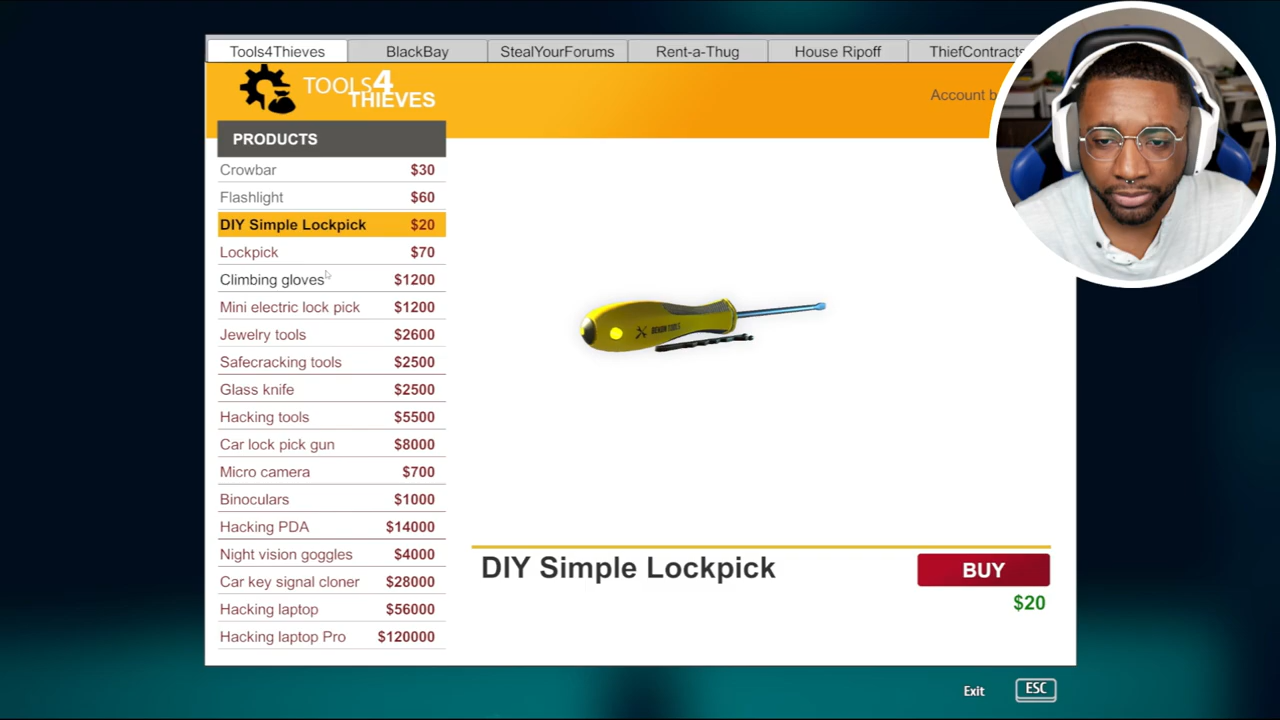 Tools4Thieves BlackBay StealYourForums Rent-a-Thug House Ripoff ThiefContracts
TOOLS4
THIEVES
Account
PRODUCTS
Crowbar $30
Flashlight $60
DIY Simple Lockpick $20
Lockpick $70
Climbing gloves $1200
Mini electric lock pick $1200
Jewelry tools $2600
Safecracking tools $2500
Glass knife $2500
Hacking tools $5500
Car lock pick gun $8000
Micro camera $700
Binoculars $1000
Hacking PDA $14000
Night vision goggles $4000
Car key signal cloner $28000
Hacking laptop $56000
Hacking laptop Pro $120000
DIY Simple Lockpick
BUY
$20
Exit ESC